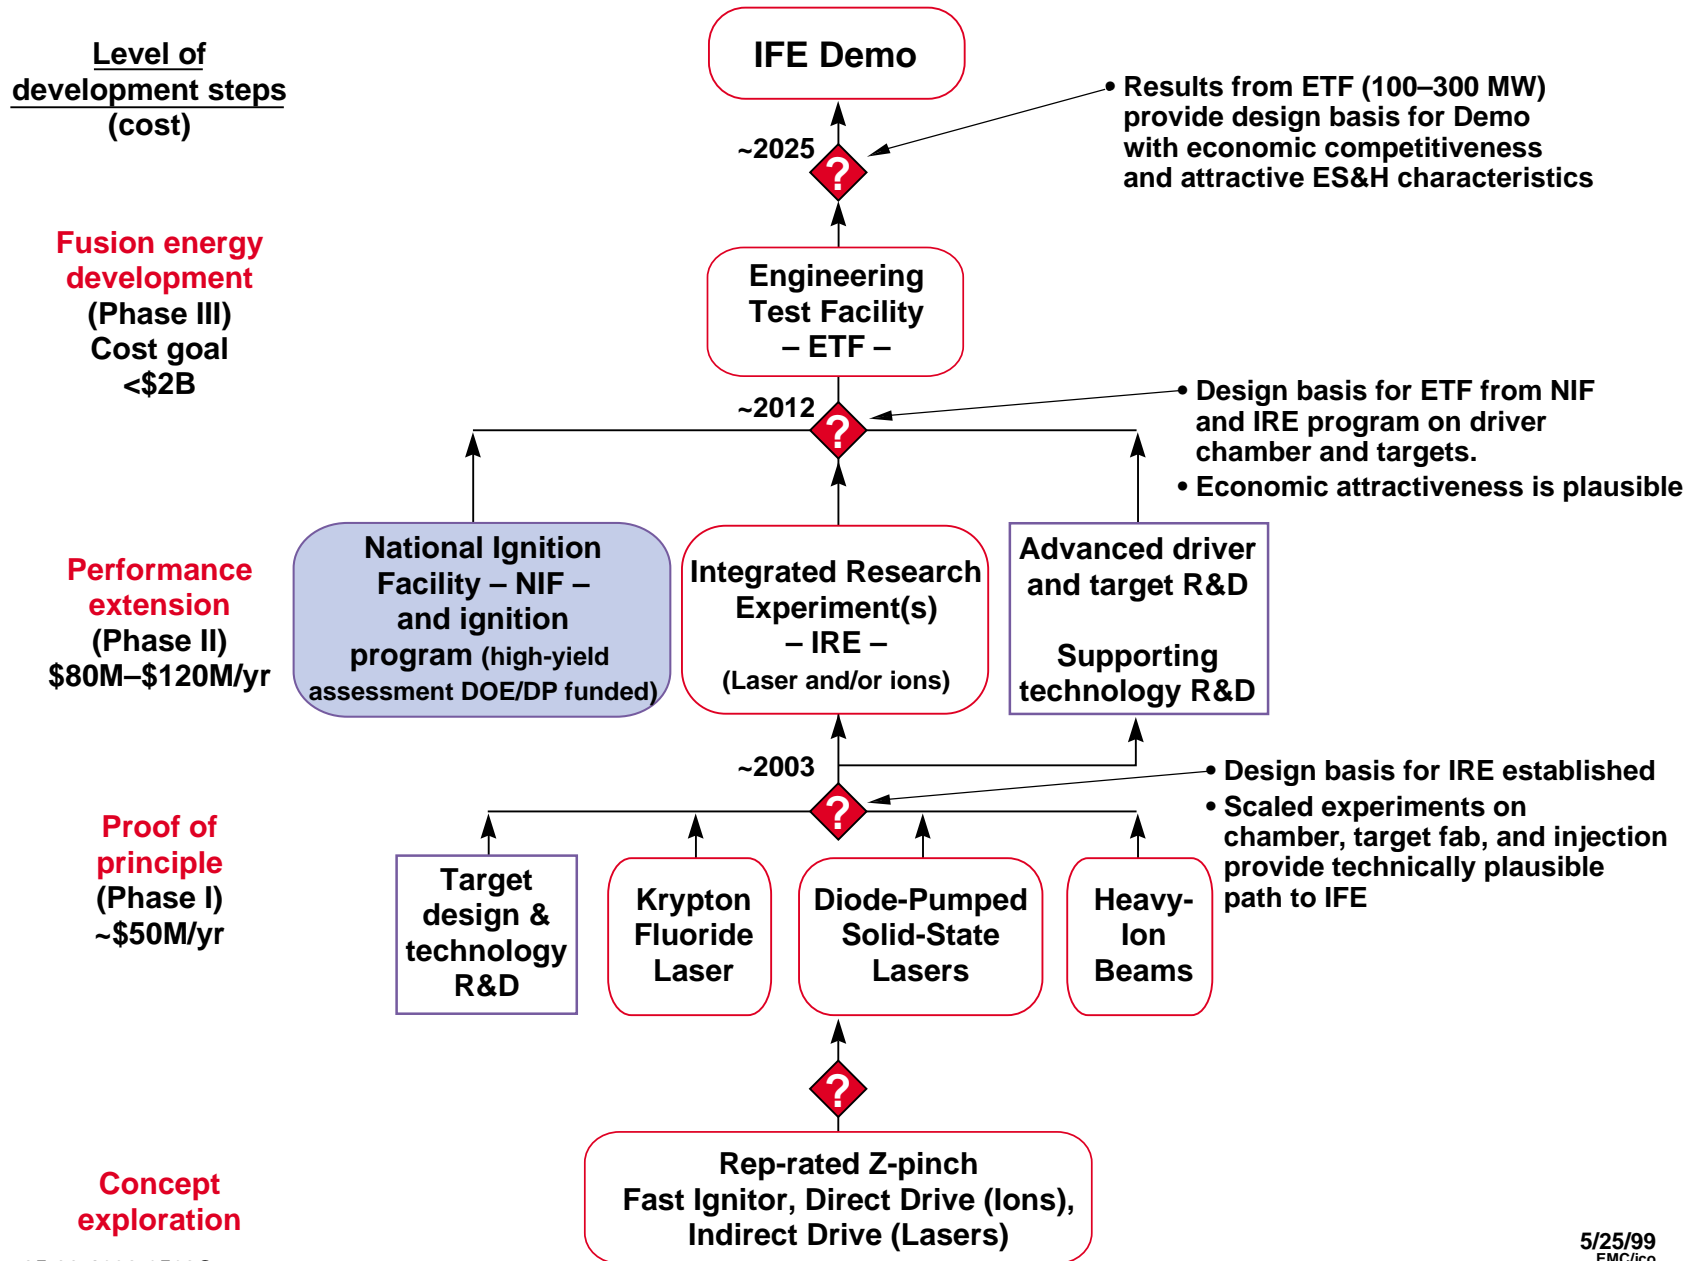 Level of
development steps
(cost)
IFE Demo
• Results from ETF (100–300 MW)
provide design basis for Demo
with economic competitiveness
and attractive ES&H characteristics
~2025
?
Fusion energy
development
(Phase III)
Cost goal
<$2B
Engineering
Test Facility
– ETF –
~2012
?
• Design basis for ETF from NIF
and IRE program on driver
chamber and targets.
• Economic attractiveness is plausible
Performance
extension
(Phase II)
$80M–$120M/yr
National Ignition
Facility – NIF –
and ignition
program (high-yield
assessment DOE/DP funded)
Integrated Research
Experiment(s)
– IRE –
(Laser and/or ions)
Advanced driver
and target R&D
Supporting
technology R&D
~2003
?
• Design basis for IRE established
• Scaled experiments on
chamber, target fab, and injection
provide technically plausible
path to IFE
Proof of
principle
(Phase I)
~$50M/yr
Target
design &
technology
R&D
Krypton
Fluoride
Laser
Diode-Pumped
Solid-State
Lasers
Heavy-
Ion
Beams
?
Concept
exploration
Rep-rated Z-pinch
Fast Ignitor, Direct Drive (Ions),
Indirect Drive (Lasers)
5/25/99
EMC/jco